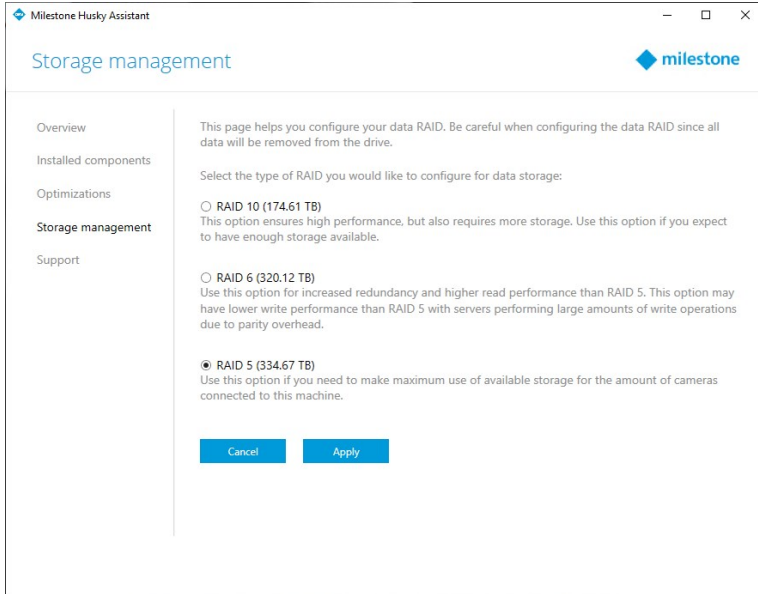 Milestone Husky Assistant
Storage management
milestone
Overview
Installed components
Optimizations
Storage management
Support
This page helps you configure your data RAID. Be careful when configuring the data RAID since all
data will be removed from the drive.
Select the type of RAID you would like to configure for data storage:
RAID 10 (174.61 TB)
This option ensures high performance, but also requires more storage. Use this option if you expect
to have enough storage available.
RAID 6 (320.12 TB)
Use this option for increased redundancy and higher read performance than RAID 5. This option may
have lower write performance than RAID 5 with servers performing large amounts of write operations
due to parity overhead.
RAID 5 (334.67 TB)
Use this option if you need to make maximum use of available storage for the amount of cameras
connected to this machine.
Cancel
Apply